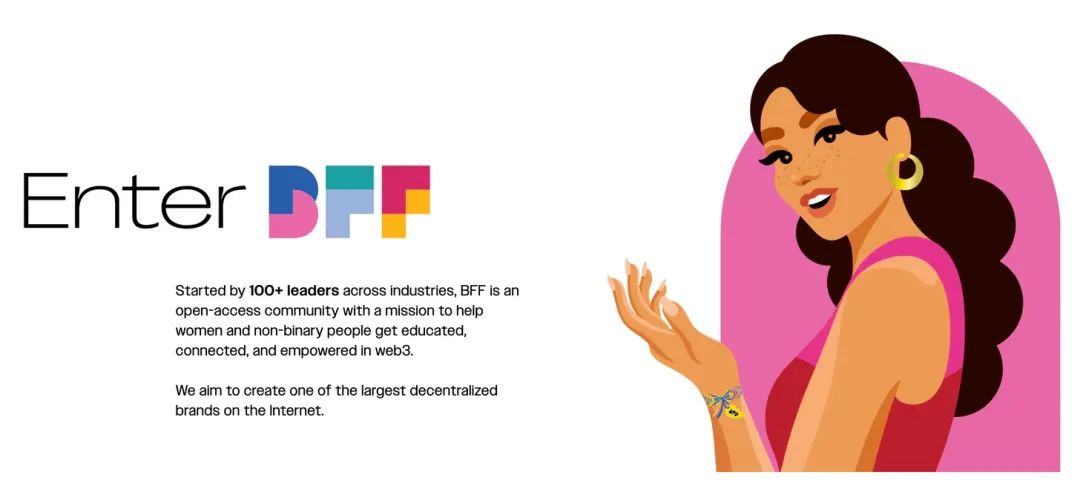 Enter BFF
Started by 100+ leaders across industries, BFF is an
open-access community with a mission to help
women and non-binary people get educated,
connected, and empowered in web3.
We aim to create one of the largest decentralized
brands on the Internet.
BFF